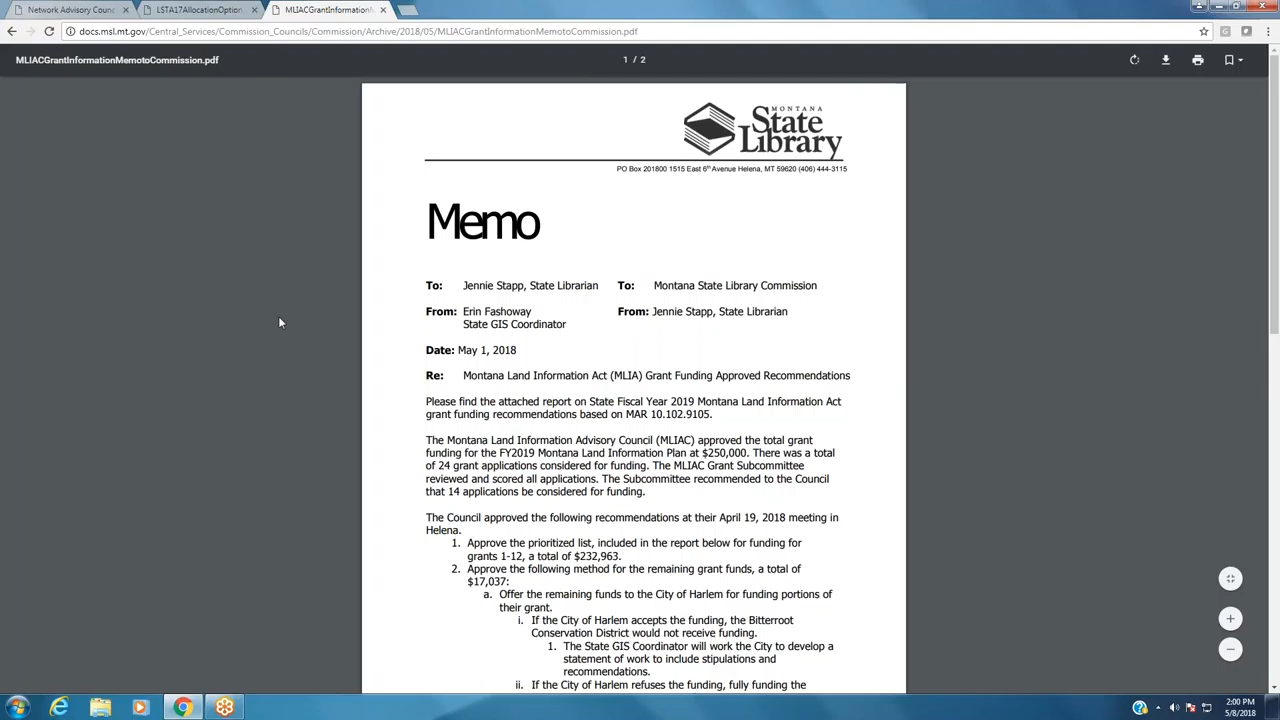 Network Advisory Counc
LSTA17AllocationOption
MLIACGrantInformationM
docs.msl.mt.gov/Central_Services/Commission_Councils/Commission/Archive/2018/05/MLIACGrantInformationMemotoCommission.pdf
MLIACGrantInformationMemotoCommission.pdf
1 / 2
MONTANA
State
Library
PO Box 201800 1515 East 6th Avenue Helena, MT 59620 (406) 444-3115
Memo
To: Jennie Stapp, State Librarian To: Montana State Library Commission
From: Erin Fashoway From: Jennie Stapp, State Librarian
State GIS Coordinator
Date: May 1, 2018
Re: Montana Land Information Act (MLIA) Grant Funding Approved Recommendations
Please find the attached report on State Fiscal Year 2019 Montana Land Information Act
grant funding recommendations based on MAR 10.102.9105.
The Montana Land Information Advisory Council (MLIAC) approved the total grant
funding for the FY2019 Montana Land Information Plan at $250,000. There was a total
of 24 grant applications considered for funding. The MLIAC Grant Subcommittee
reviewed and scored all applications. The Subcommittee recommended to the Council
that 14 applications be considered for funding.
The Council approved the following recommendations at their April 19, 2018 meeting in
Helena.
1. Approve the prioritized list, included in the report below for funding for
grants 1-12, a total of $232,963.
2. Approve the following method for the remaining grant funds, a total of
$17,037:
a. Offer the remaining funds to the City of Harlem for funding portions of
their grant.
i. If the City of Harlem accepts the funding, the Bitterroot
Conservation District would not receive funding.
1. The State GIS Coordinator will work the City to develop a
statement of work to include stipulations and
recommendations.
ii. If the City of Harlem refuses the funding, fully funding the
2:00 PM
5/8/2018